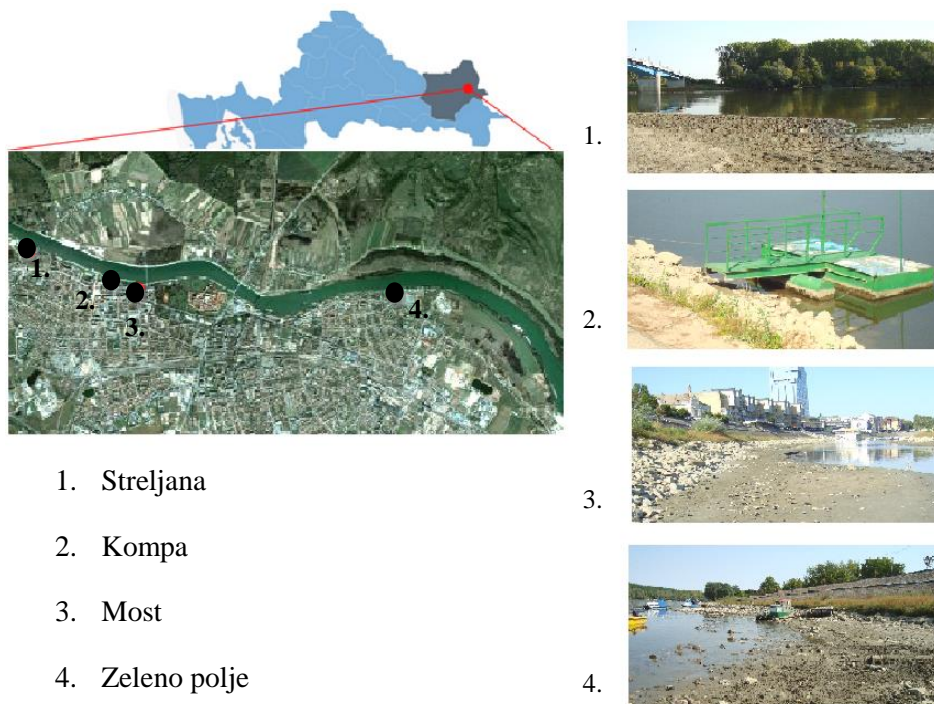 1.
2.
3.
4.
1. Streljana
2. Kompa
3. Most
4. Zeleno polje
1.
2.
3.
4.